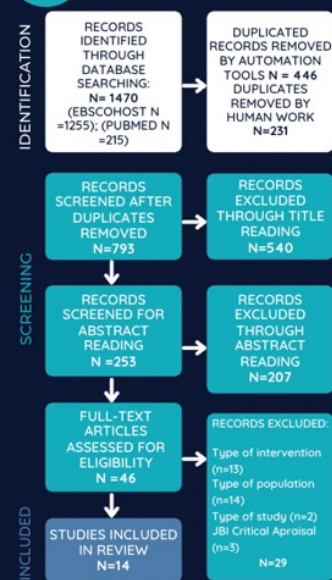 IDENTIFICATION
RECORDS
IDENTIFIED
THROUGH
DATABASE
SEARCHING:
N= 1470
(EBSCOHOST N
=1255); (PUBMED N
=215)
DUPLICATED
RECORDS REMOVED
BY AUTOMATION
TOOLS N = 446
DUPLICATES
REMOVED BY
HUMAN WORK
N=231
SCREENING
RECORDS
SCREENED AFTER
DUPLICATES
REMOVED
N=793
RECORDS
EXCLUDED
THROUGH TITLE
READING
N=540
RECORDS
SCREENED FOR
ABSTRACT
READING
N =253
RECORDS
EXCLUDED
THROUGH
ABSTRACT
READING
N=207
FULL-TEXT
ARTICLES
ASSESSED FOR
ELIGIBILITY
N =46
RECORDS EXCLUDED:
Type of intervention
(n=13)
Type of population
(n=14)
Type of study (n=2)
JBI Critical Apraisal
(n=3)
N=29
INCLUDED
STUDIES INCLUDED
IN REVIEW
N=14